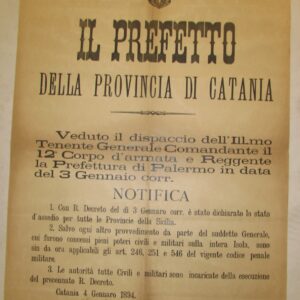 IL PREFETTO
DELLA PROVINCIA DI CATANIA
Veduto il dispaccio dell'Illmo
Tenente Generale Comandante il
12° Corpo d'armata e Reggente
la Prefettura di Palermo in data
del 3 Gennaio corr.
NOTIFICA
1. Con R. Decreto del dì 3 Gennaro corr. è stato dichiarato lo stato
d'assedio per tutte le Provincie della Sicilia.
2. Salvo ogni altro provvedimento da parte del suddetto Generale,
cui furono concessi pieni poteri civili e militari sulla intera Isola, sono
sin da ora applicabili gli art. 246, 251 e 546 del vigente codice penale
militare.
3. Le autorità tutte Civili e militari sono incaricate della esecuzione
del precennato R. Decreto.
Catania 4 Gennaro 1894.